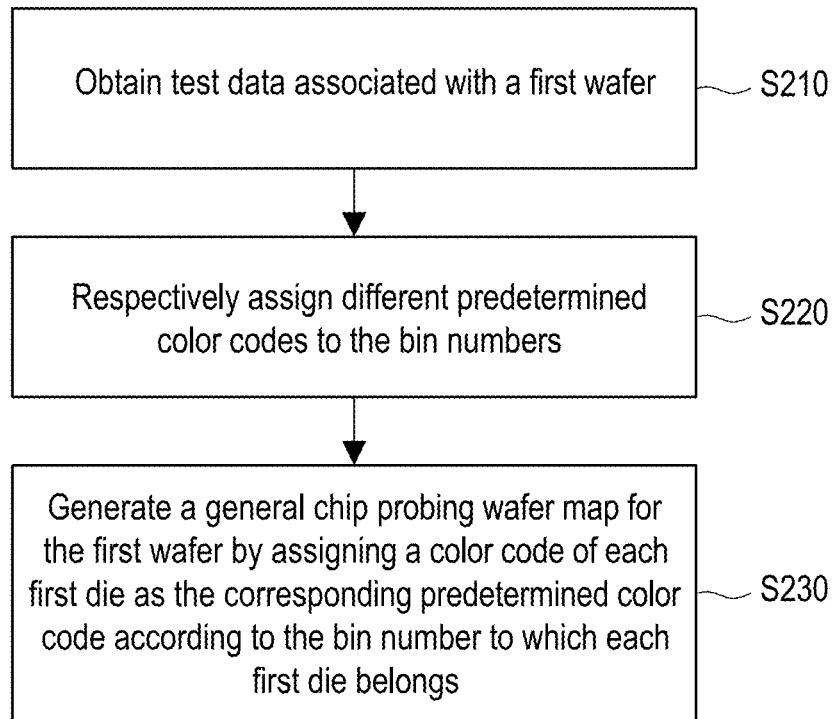 Obtain test data associated with a first wafer
S210
Respectively assign different predetermined
color codes to the bin numbers
S220
Generate a general chip probing wafer map for
the first wafer by assigning a color code of each
first die as the corresponding predetermined color
code according to the bin number to which each
first die belongs
S230